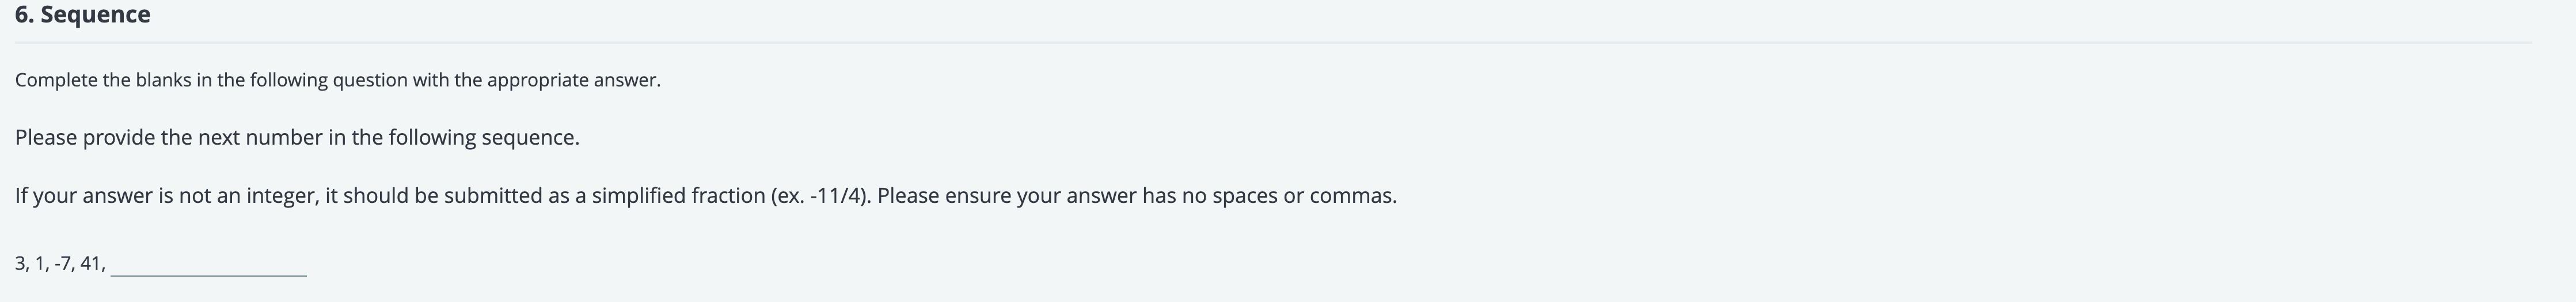 6. Sequence
Complete the blanks in the following question with the appropriate answer.
Please provide the next number in the following sequence.
If your answer is not an integer, it should be submitted as a simplified fraction (ex. -11/4). Please ensure your answer has no spaces or commas.
3, 1, -7, 41,